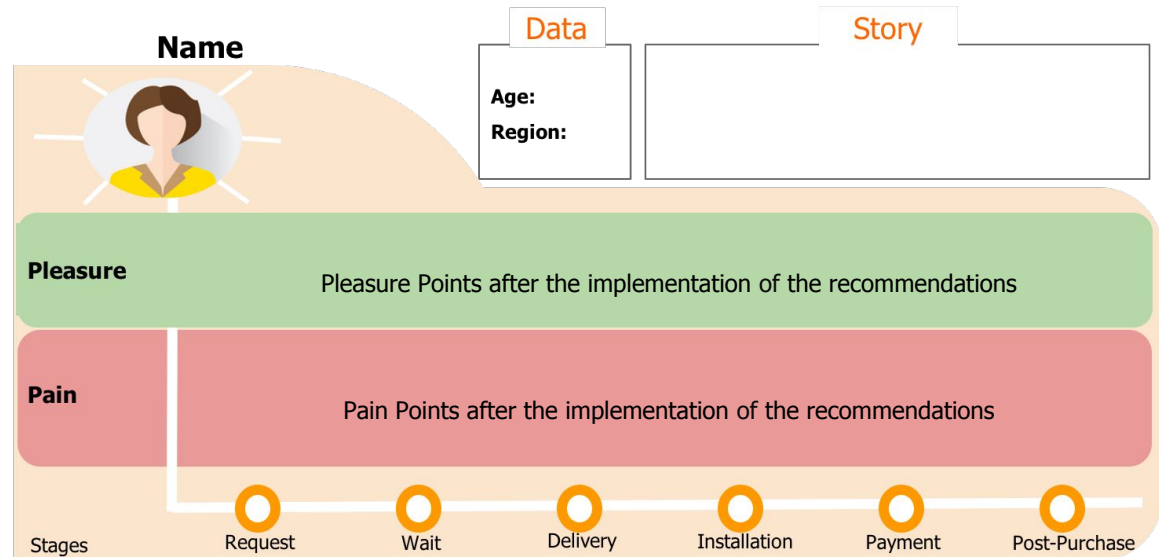 Name
Data
Story
Age:
Region:
Pleasure
Pleasure Points after the implementation of the recommendations
Pain
Pain Points after the implementation of the recommendations
Stages
Request
Wait
Delivery
Installation
Payment
Post-Purchase